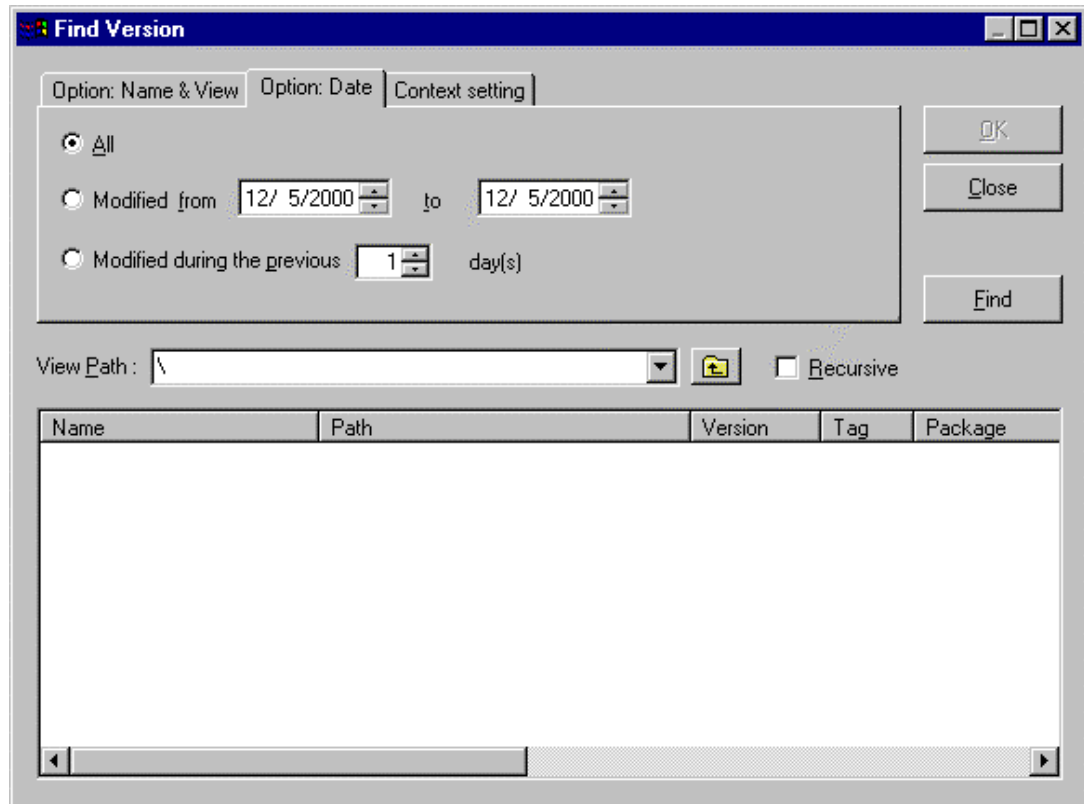 Find Version
Option: Name & View Option: Date Context setting
All
Modified from 12/ 5/2000 to 12/ 5/2000
Modified during the previous 1 day(s)
OK
Close
Find
View Path : \ Recursive
Name Path Version Tag Package